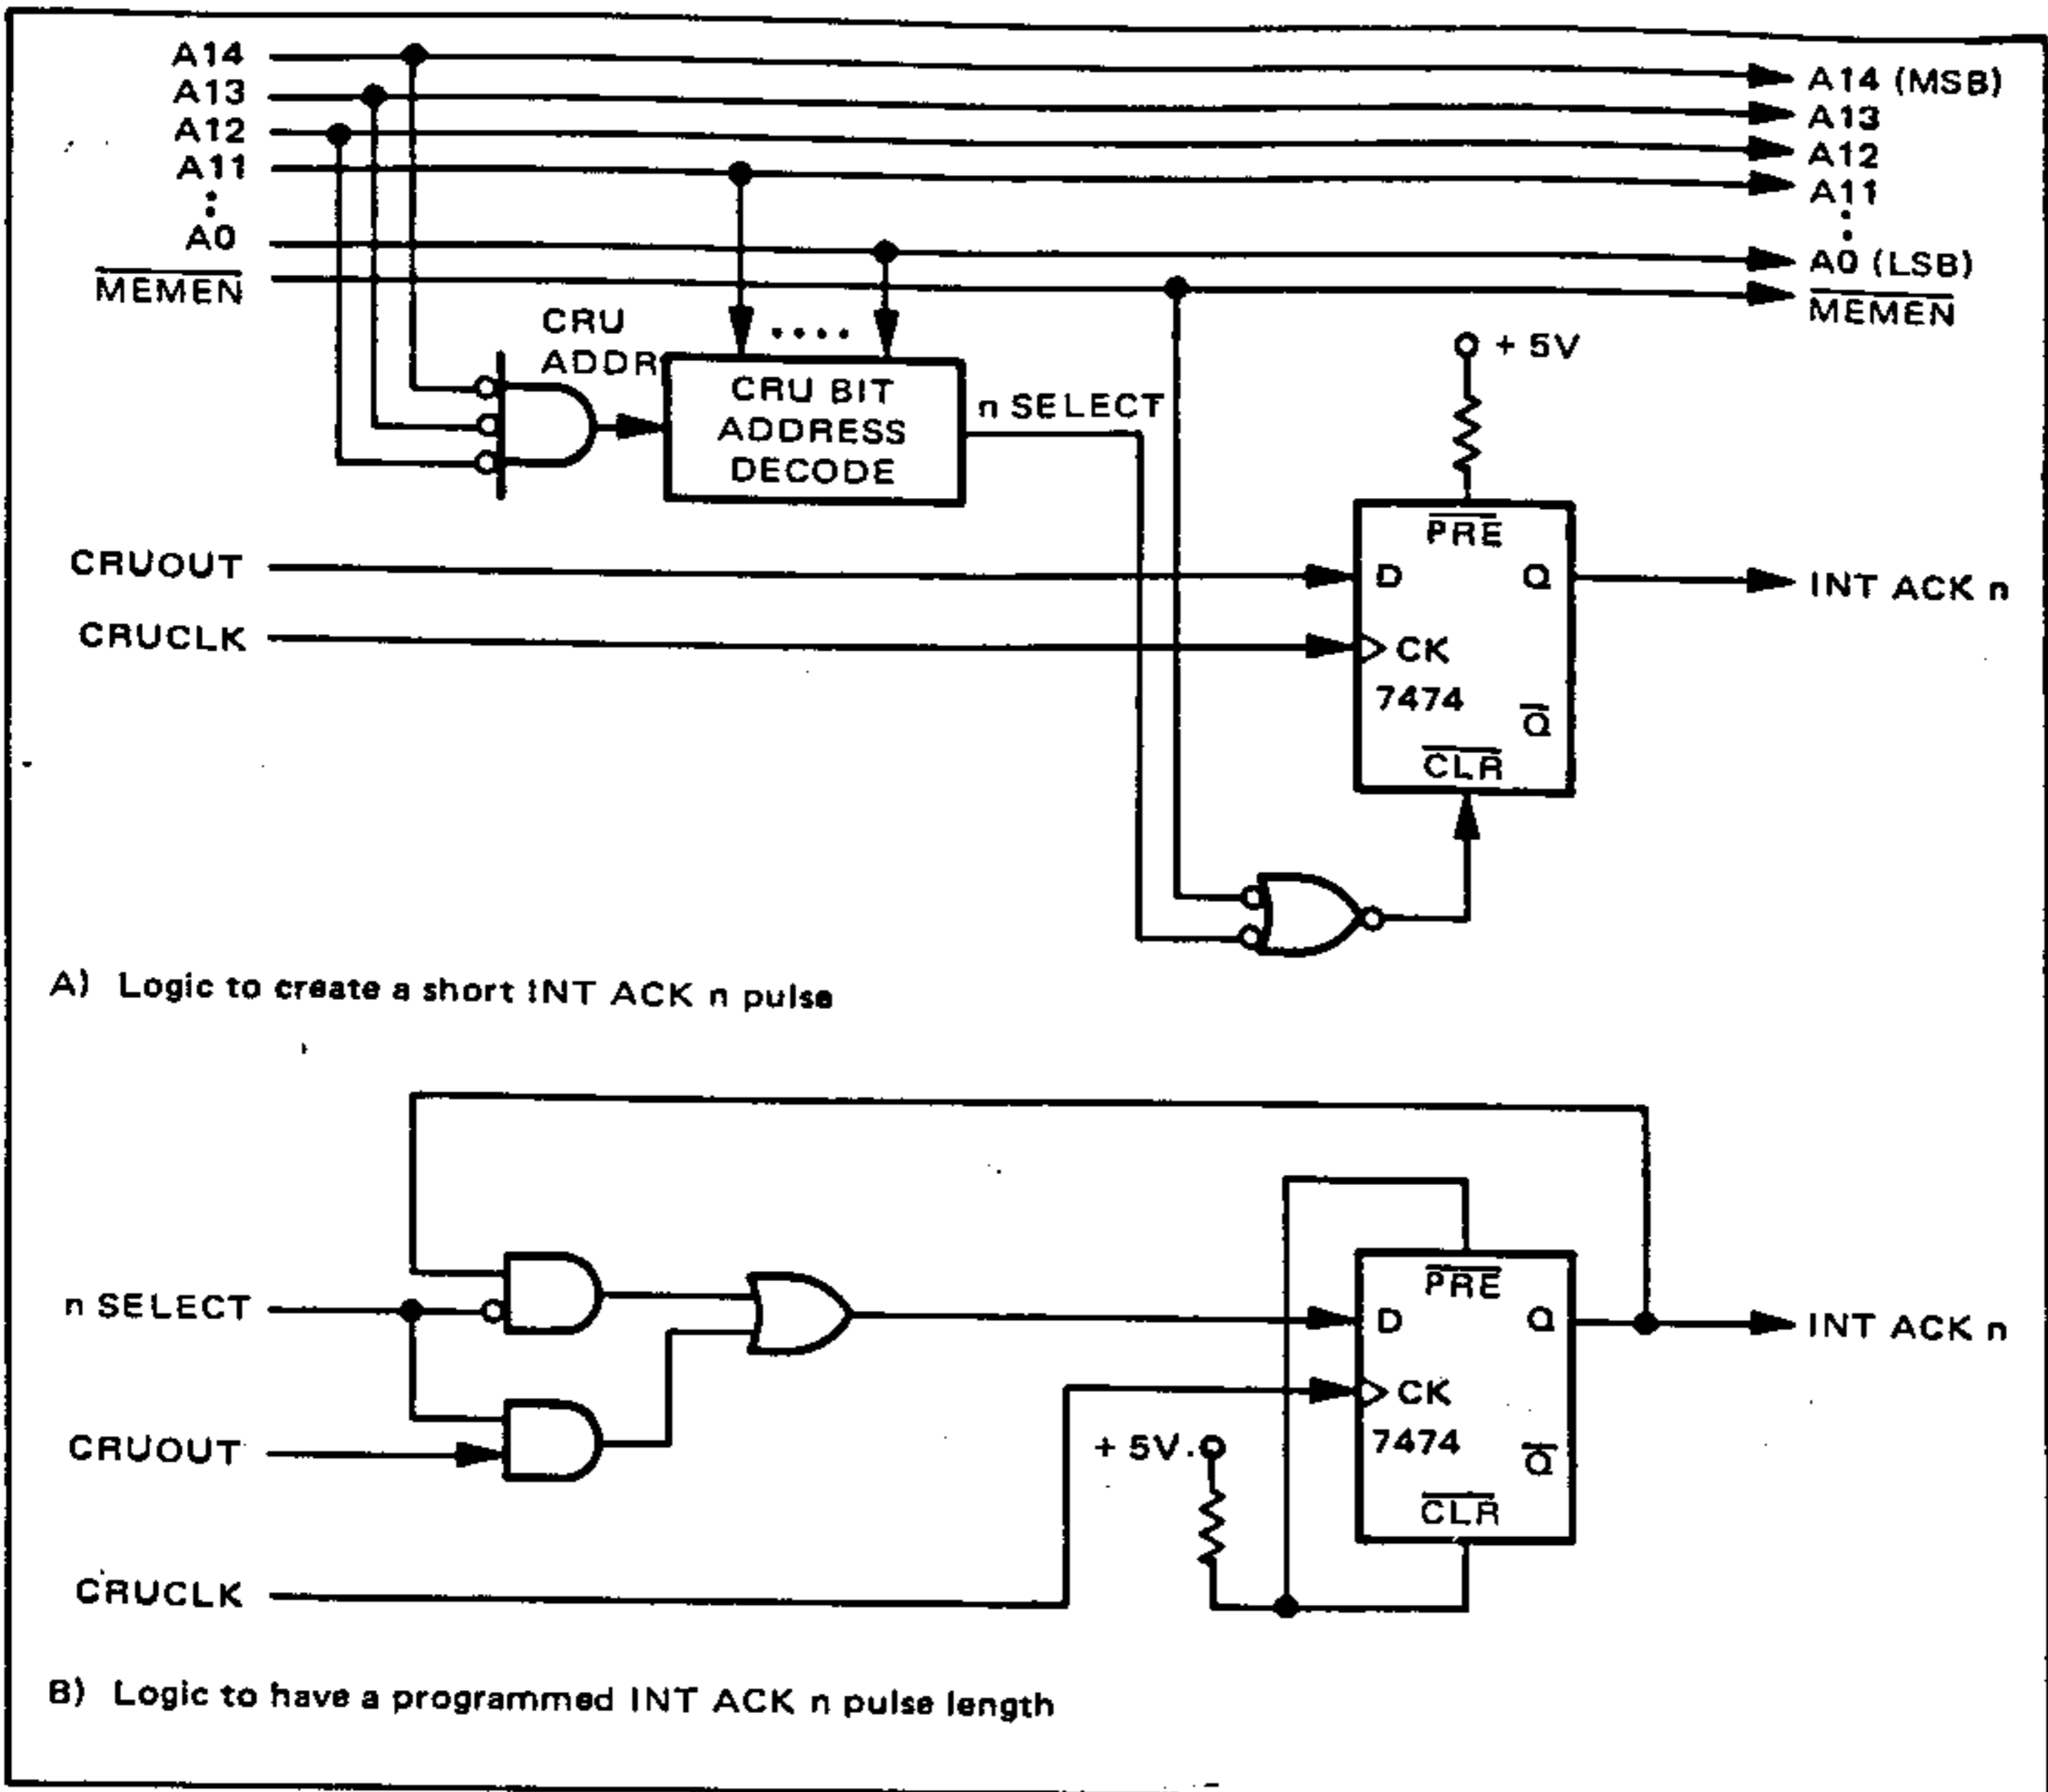 A14
A13
A12
A11
A0
MEMEN
A14 (MSB)
A13
A12
A11
A0 (LSB)
MEMEN
CRU
ADDR
CRU BIT
ADDRESS
DECODE
n SELECT
+ 5V
PRE
CRUOUT
D
Q
INT ACK n
CRUCLK
CK
7474
Q
CLR
A) Logic to create a short INT ACK n pulse
PRE
n SELECT
D
Q
INT ACK n
CK
CRUOUT
+ 5V
7474
Q
CLR
CRUCLK
B) Logic to have a programmed INT ACK n pulse length